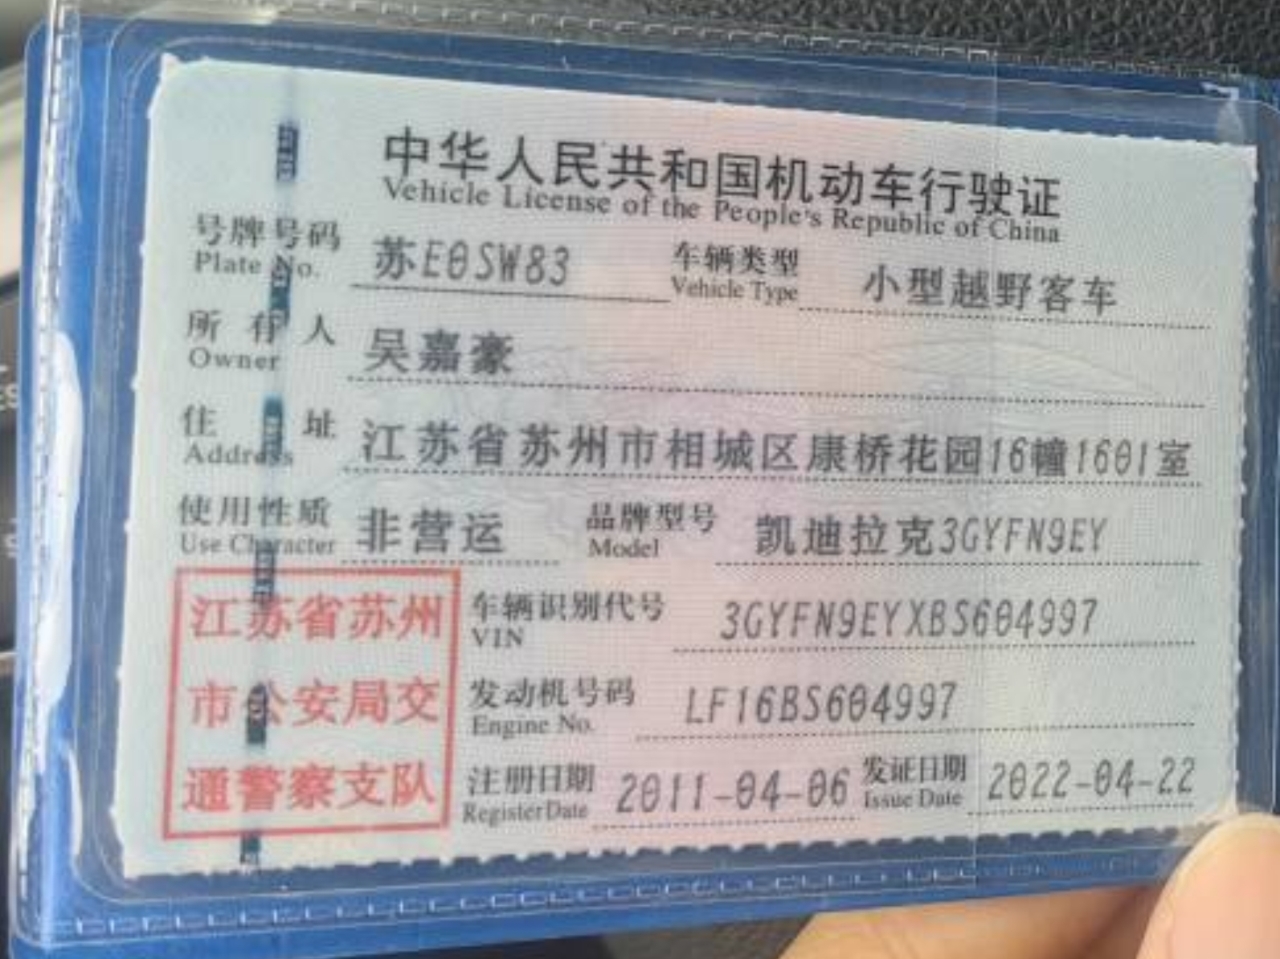 中华人民共和国机动车行驶证
Vehicle License of the People's Republic of China
号牌号码 苏E0SW83 车辆类型 小型越野客车
Plate No. Vehicle Type
所有人 吴嘉豪
Owner
住址 江苏省苏州市相城区康桥花园16幢1601室
Address
使用性质 非营运 品牌型号 凯迪拉克3GYFN9EY
Use Character Model
江苏省苏州 车辆识别代号 3GYFN9EYXBS604997
VIN
市公安局交 发动机号码 LF16BS604997
Engine No.
通警察支队 注册日期 2011-04-06 发证日期 2022-04-22
Register Date Issue Date